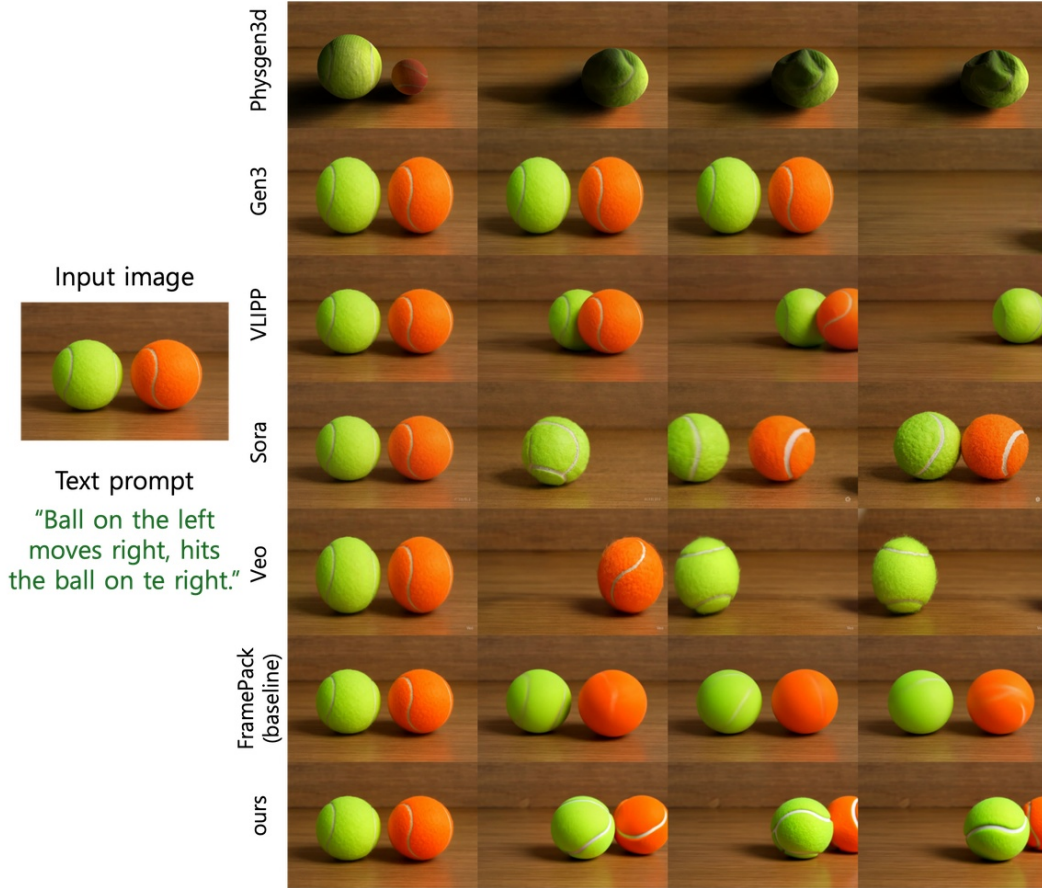 Physgen3d
Gen3
Input image
VLIPP
Sora
Text prompt
“Ball on the left
moves right, hits
the ball on te right.”
Veo
FramePack
(baseline)
ours